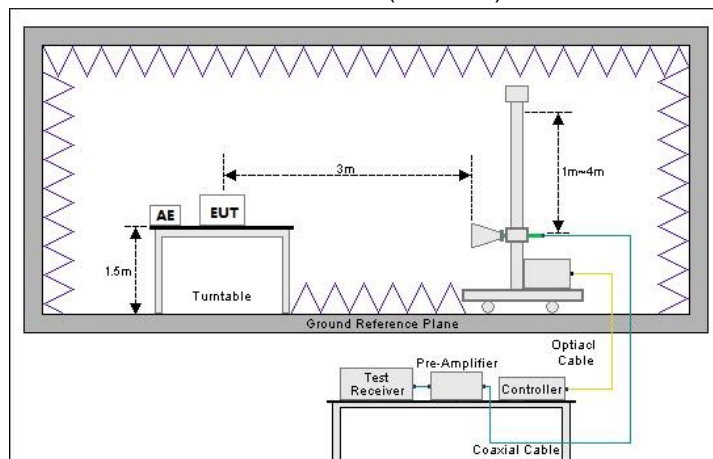 3m
1m~4m
AE
EUT
1.5m
Turntable
Ground Reference Plane
Optiacl
Cable
Pre-Amplifier
Test
Receiver
Controller
Coaxial Cable